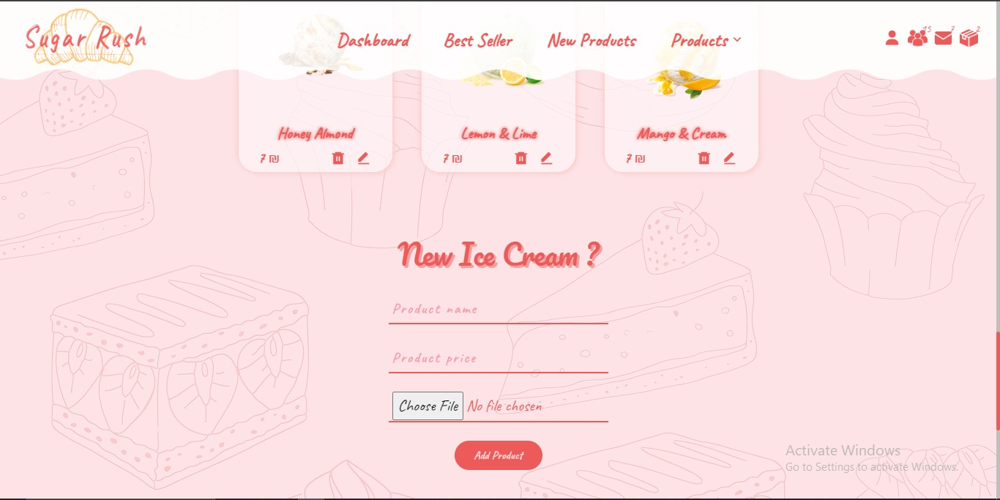 Sugar Rush
Dashboard Best Seller New Products Products
15 7 2
Honey Almond Lemon & Lime Mango & Cream
7 ₪ 7 ₪ 7 ₪
New Ice Cream ?
Product name
Product price
Choose File No file chosen
Add Product
Activate Windows
Go to Settings to activate Windows.